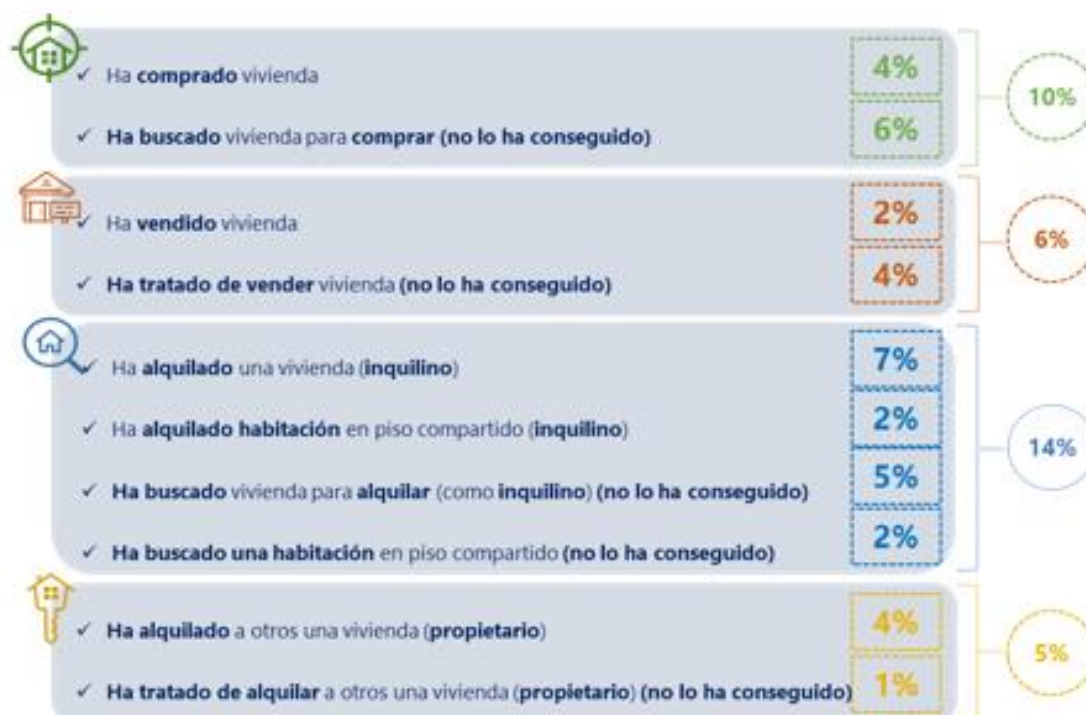 ✓ Ha comprado vivienda 4%
10%
✓ Ha buscado vivienda para comprar (no lo ha conseguido) 6%
✓ Ha vendido vivienda 2%
6%
✓ Ha tratado de vender vivienda (no lo ha conseguido) 4%
✓ Ha alquilado una vivienda (inquilino) 7%
✓ Ha alquilado habitación en piso compartido (inquilino) 2%
14%
✓ Ha buscado vivienda para alquilar (como inquilino) (no lo ha conseguido) 5%
✓ Ha buscado una habitación en piso compartido (no lo ha conseguido) 2%
✓ Ha alquilado a otros una vivienda (propietario) 4%
5%
✓ Ha tratado de alquilar a otros una vivienda (propietario) (no lo ha conseguido) 1%